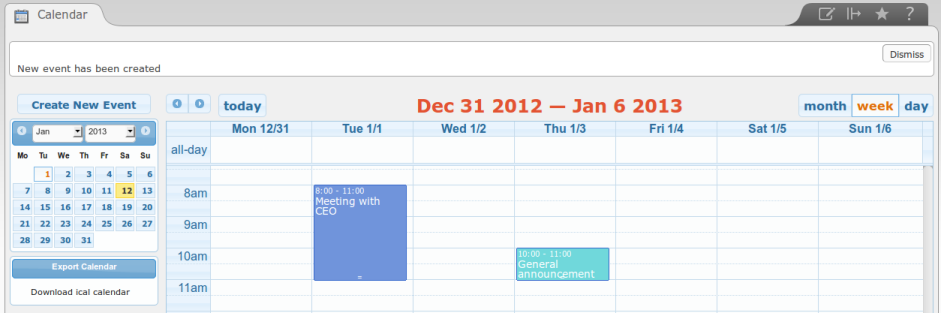 Calendar
?
Dismiss
New event has been created
Create New Event
today
Dec 31 2012 — Jan 6 2013
month week day
Jan 2013
Mo Tu We Th Fr Sa Su
1 2 3 4 5 6
7 8 9 10 11 12 13
14 15 16 17 18 19 20
21 22 23 24 25 26 27
28 29 30 31
Export Calendar
Download ical calendar
Mon 12/31 Tue 1/1 Wed 1/2 Thu 1/3 Fri 1/4 Sat 1/5 Sun 1/6
all-day
8am
9am
10am
11am
8:00 - 11:00
Meeting with
CEO
10:00 - 11:00
General
announcement